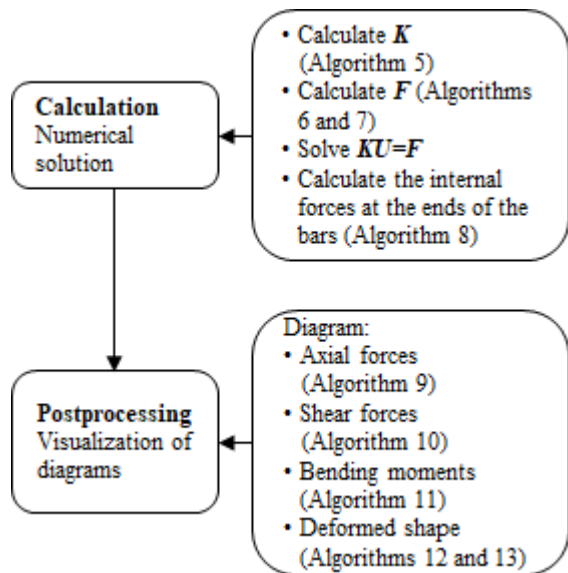 • Calculate K
(Algorithm 5)
• Calculate F (Algorithms
6 and 7)
• Solve KU=F
• Calculate the internal
forces at the ends of the
bars (Algorithm 8)
Calculation
Numerical
solution
Diagram:
• Axial forces
(Algorithm 9)
• Shear forces
(Algorithm 10)
• Bending moments
(Algorithm 11)
• Deformed shape
(Algorithms 12 and 13)
Postprocessing
Visualization of
diagrams